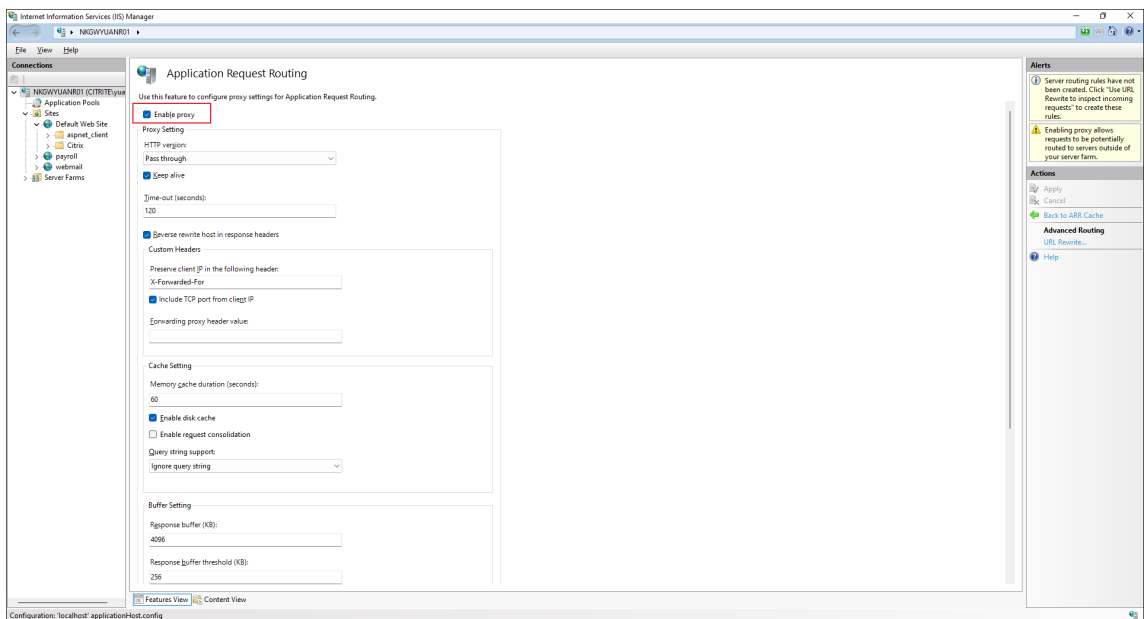 Internet Information Services (IIS) Manager
NKGWYUANR01
File View Help
Connections
NKGWYUANR01 (CITRITE\yua
Application Pools
Sites
Default Web Site
aspnet_client
Citrix
payroll
webmail
Server Farms
Application Request Routing
Use this feature to configure proxy settings for Application Request Routing.
Enable proxy
Proxy Setting
HTTP version:
Pass through
Keep alive
Time-out (seconds):
120
Reverse rewrite host in response headers
Custom Headers
Preserve client IP in the following header:
X-Forwarded-For
Include TCP port from client IP
Forwarding proxy header value:
Cache Setting
Memory cache duration (seconds):
60
Enable disk cache
Enable request consolidation
Query string support:
Ignore query string
Buffer Setting
Response buffer (KB):
4096
Response buffer threshold (KB):
256
Features View Content View
Alerts
Server routing rules have not
been created. Click "Use URL
Rewrite to inspect incoming
requests" to create these
rules.
Enabling proxy allows
requests to be potentially
routed to servers outside of
your server farm.
Actions
Apply
Cancel
Back to ARR Cache
Advanced Routing
URL Rewrite...
Help
Configuration: 'localhost' applicationHost.config